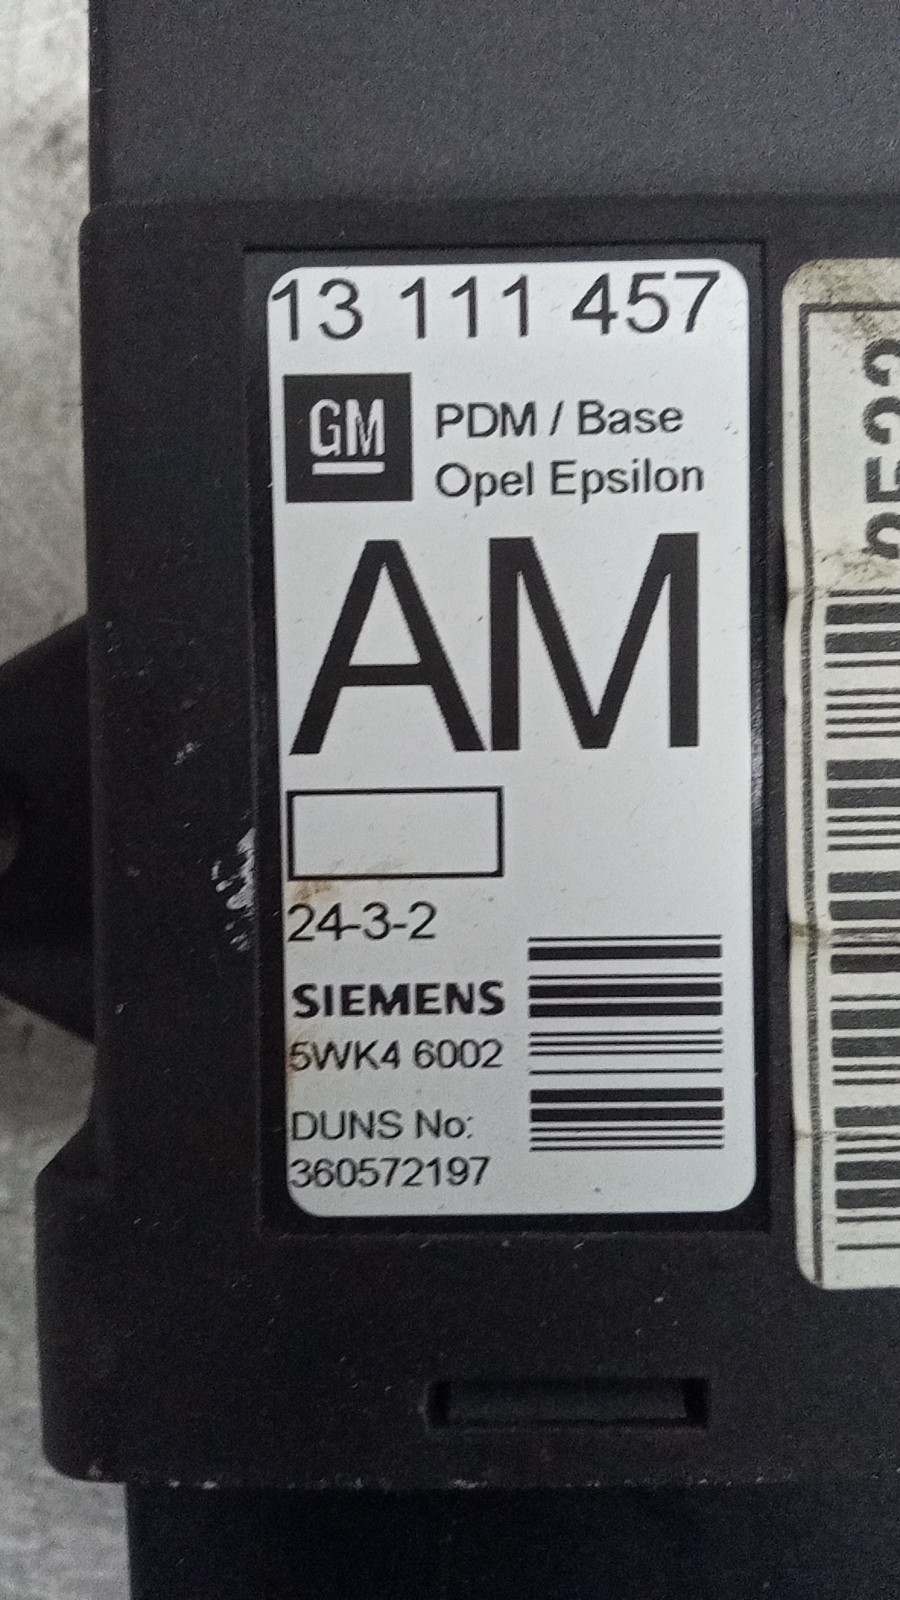 13 111 457
GM
PDM / Base
Opel Epsilon
AM
24-3-2
SIEMENS
5WK4 6002
DUNS No:
360572197